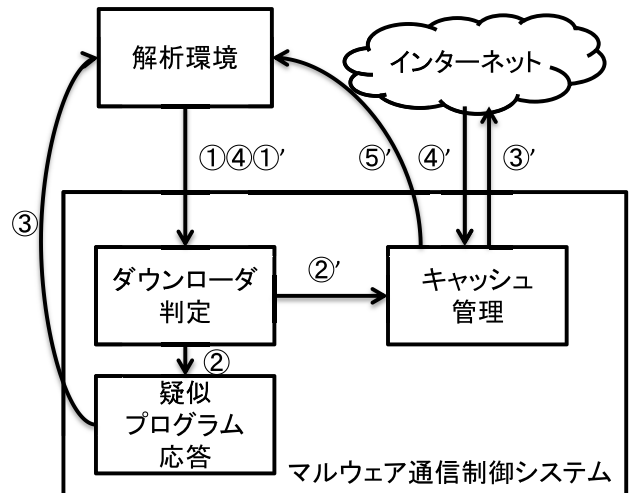 解析環境
インターネット
①④①’
⑤’
④’
③’
③
ダウンローダ
判定
②’
キャッシュ
管理
②
疑似
プログラム
応答
マルウェア通信制御システム